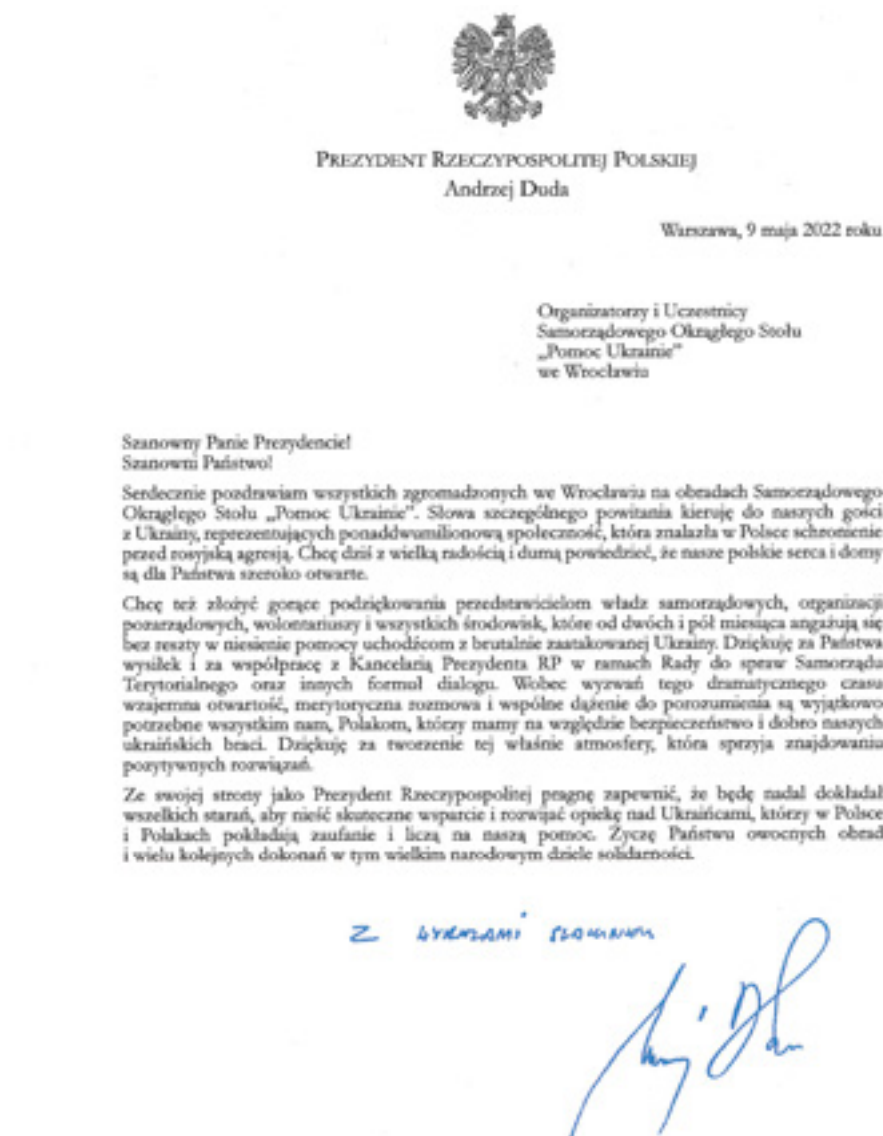 PREZYDENT RZECZYPOSPOLITEJ POLSKIEJ
Andrzej Duda
Warszawa, 9 maja 2022 roku
Organizatorzy i Uczestnicy
Samorządowego Okrągłego Stołu
„Pomoc Ukrainie”
we Wrocławiu
Szanowny Panie Prezydencie!
Szanowni Państwo!
Serdecznie pozdrawiam wszystkich zgromadzonych we Wrocławiu na obradach Samorządowego
Okrągłego Stołu „Pomoc Ukrainie”. Słowa szczególnego powitania kieruję do naszych gości
z Ukrainy, reprezentujących ponaddwumilionową społeczność, która znalazła w Polsce schronienie
przed rosyjską agresją. Chcę dziś z wielką radością i dumą powiedzieć, że nasze polskie serca i domy
są dla Państwa szeroko otwarte.
Chcę też złożyć gorące podziękowania przedstawicielom władz samorządowych, organizacji
pozarządowych, wolontariuszy i wszystkich środowisk, które od dwóch i pół miesiąca angażują się
bez reszty w niesienie pomocy uchodźcom z brutalnie zaatakowanej Ukrainy. Dziękuję za Państwa
wysiłek i za współpracę z Kancelarią Prezydenta RP w ramach Rady do spraw Samorządu
Terytorialnego oraz innych formuł dialogu. Wobec wyzwań tego dramatycznego czasu
wzajemna otwartość, merytoryczna rozmowa i wspólne dążenie do porozumienia są wyjątkowo
potrzebne wszystkim nam, Polakom, którzy mamy na względzie bezpieczeństwo i dobro naszych
ukraińskich braci. Dziękuję za tworzenie tej właśnie atmosfery, która sprzyja znajdowaniu
pozytywnych rozwiązań.
Ze swojej strony jako Prezydent Rzeczypospolitej pragnę zapewnić, że będę nadal dokładał
wszelkich starań, aby nieść skuteczne wsparcie i rozwijać opiekę nad Ukraińcami, którzy w Polsce
i Polakach pokładają zaufanie i liczą na naszą pomoc. Życzę Państwu owocnych obrad
i wielu kolejnych dokonań w tym wielkim narodowym dziele solidarności.
Z WYRAZAMI